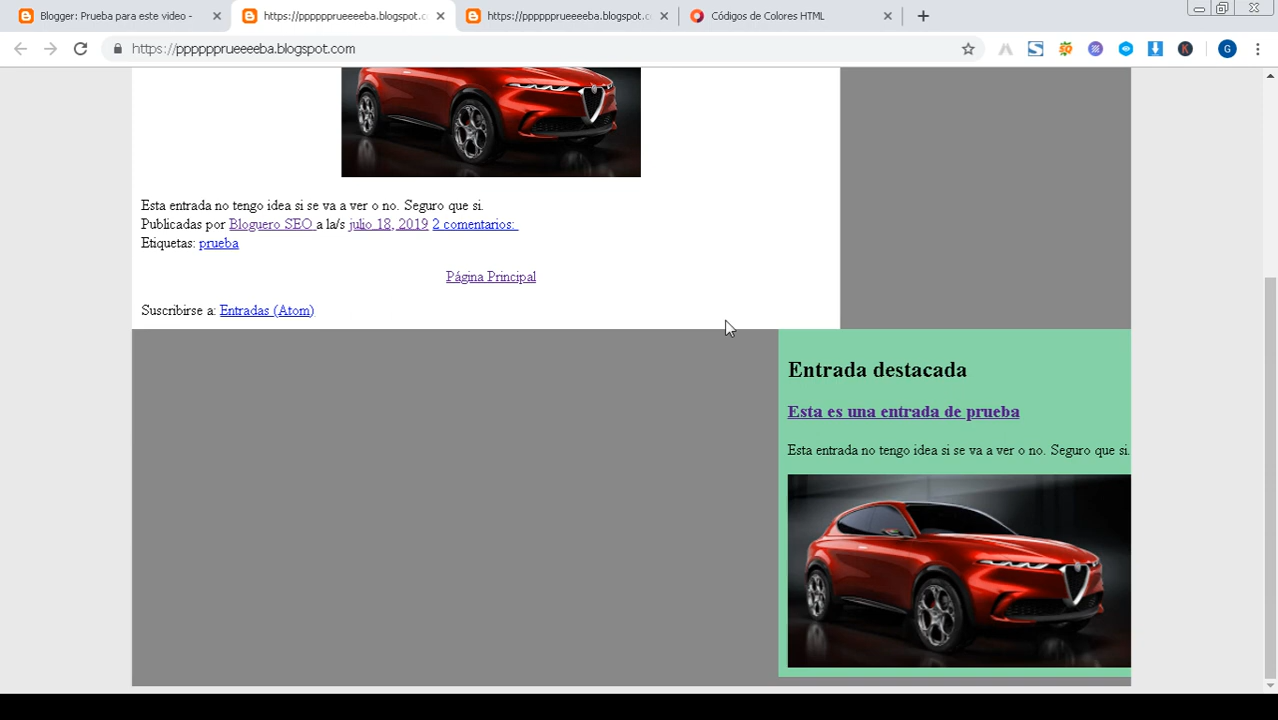 Blogger: Prueba para este video -
https://ppppppprueeeeba.blogspot.c
https://ppppppprueeeeba.blogspot.c
Códigos de Colores HTML
https://ppppppprueeeeba.blogspot.com
S
K
G
Esta entrada no tengo idea si se va a ver o no. Seguro que si.
Publicadas por Bloguero SEO a la/s julio 18, 2019 2 comentarios:
Etiquetas: prueba
Página Principal
Suscribirse a: Entradas (Atom)
Entrada destacada
Esta es una entrada de prueba
Esta entrada no tengo idea si se va a ver o no. Seguro que si.